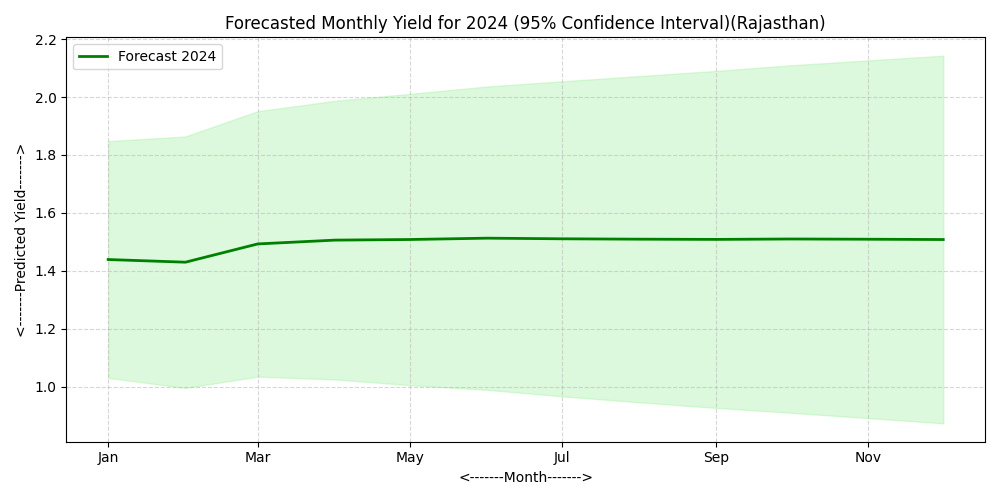 Forecasted Monthly Yield for 2024 (95% Confidence Interval)(Rajasthan)
Forecast 2024
<------Predicted Yield------->
2.2
2.0
1.8
1.6
1.4
1.2
1.0
Jan Mar May Jul Sep Nov
<-------Month------->